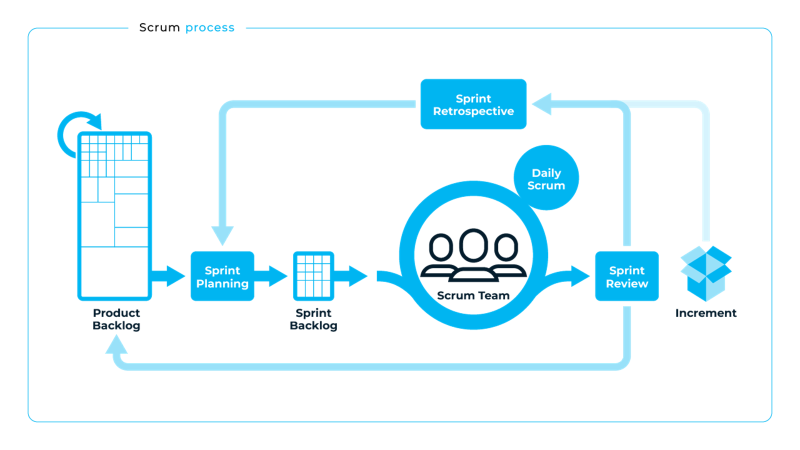 Scrum process
Sprint
Retrospective
Daily
Scrum
Sprint
Planning
Sprint
Review
Scrum Team
Product
Backlog
Sprint
Backlog
Increment